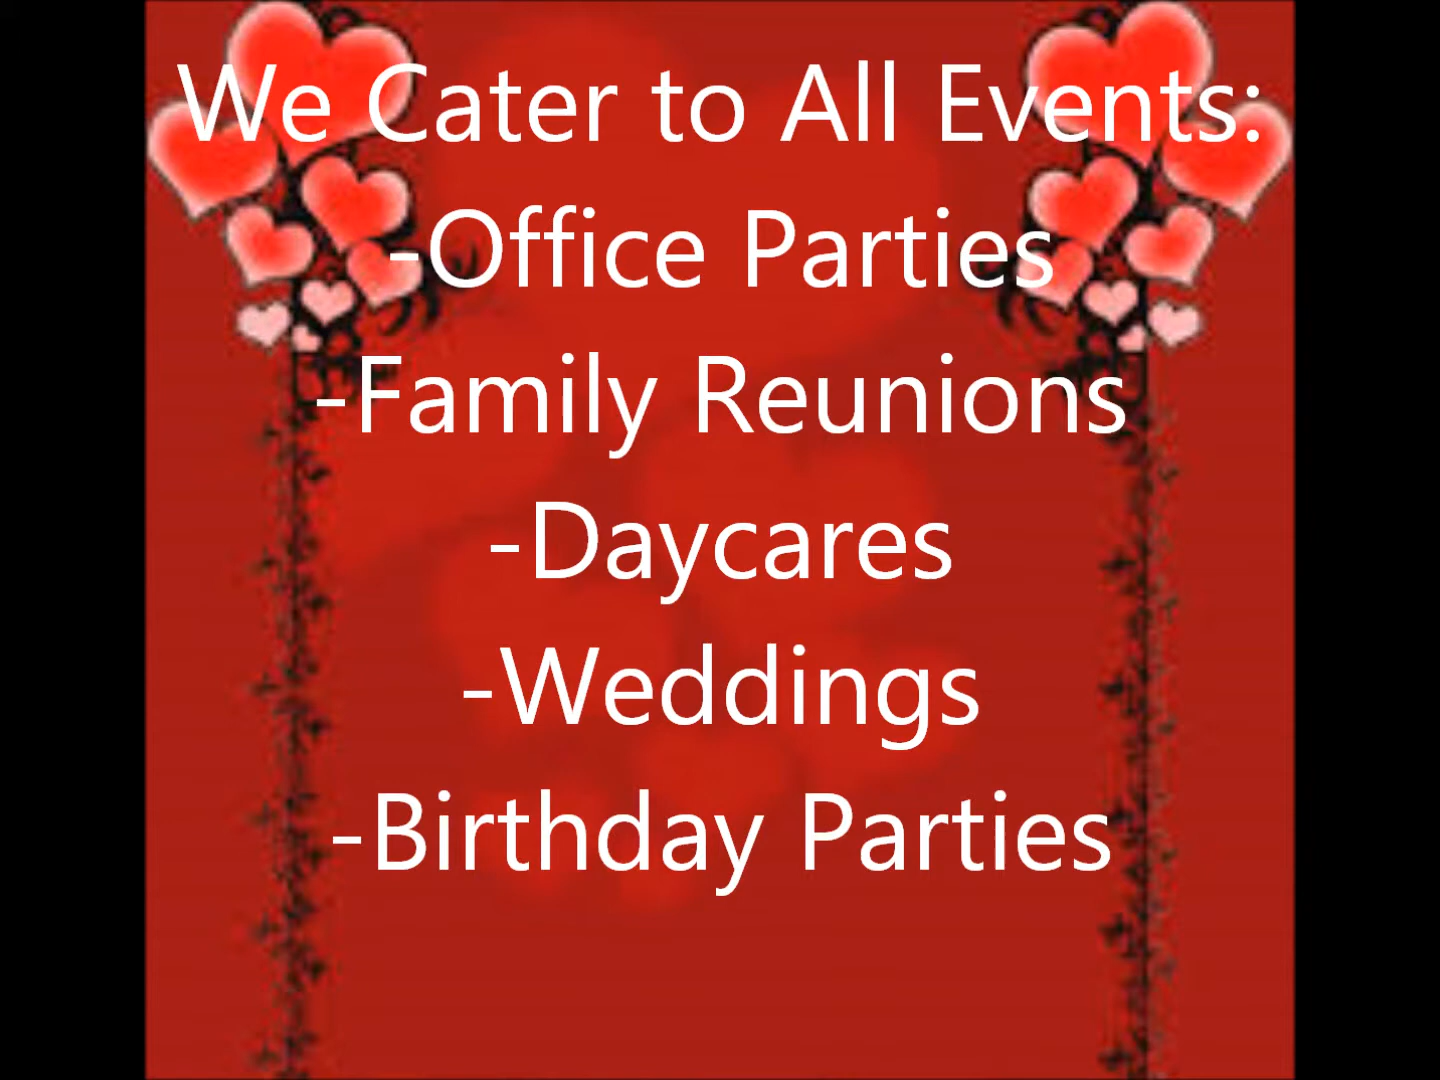 We Cater to All Events:
-Office Parties
-Family Reunions
-Daycares
-Weddings
-Birthday Parties